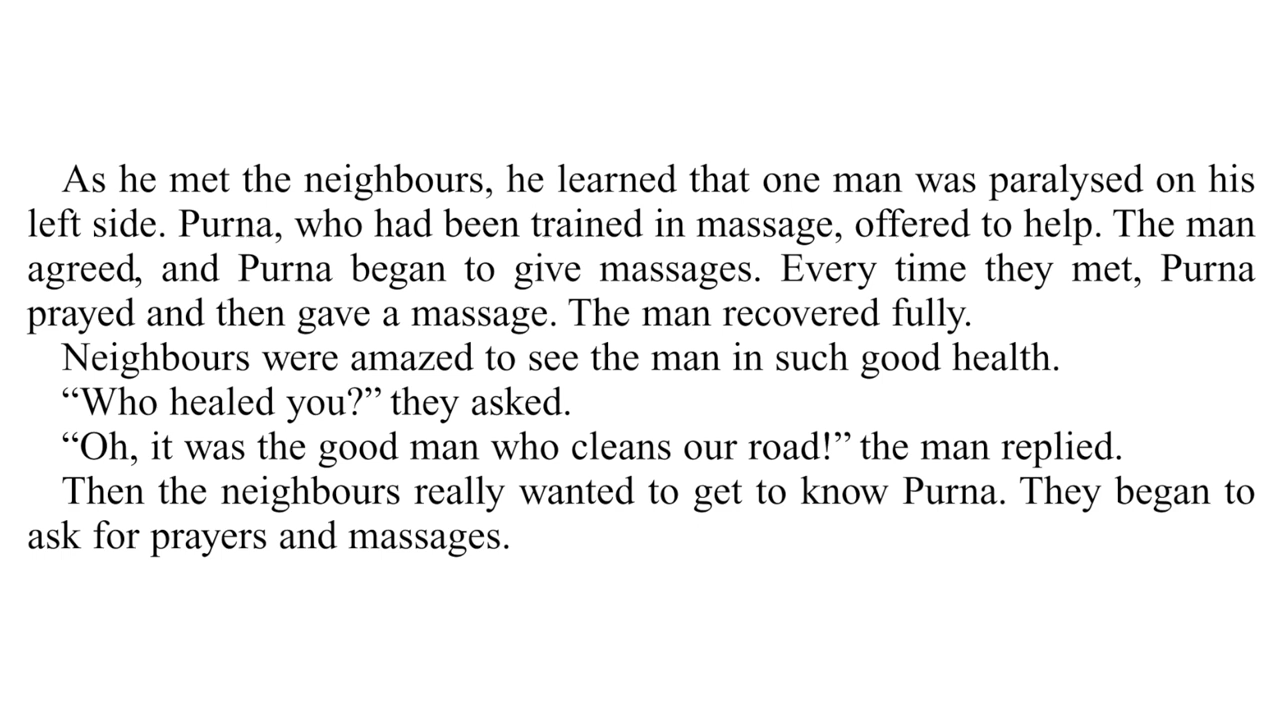 As he met the neighbours, he learned that one man was paralysed on his
left side. Purna, who had been trained in massage, offered to help. The man
agreed, and Purna began to give massages. Every time they met, Purna
prayed and then gave a massage. The man recovered fully.
Neighbours were amazed to see the man in such good health.
“Who healed you?” they asked.
“Oh, it was the good man who cleans our road!” the man replied.
Then the neighbours really wanted to get to know Purna. They began to
ask for prayers and massages.